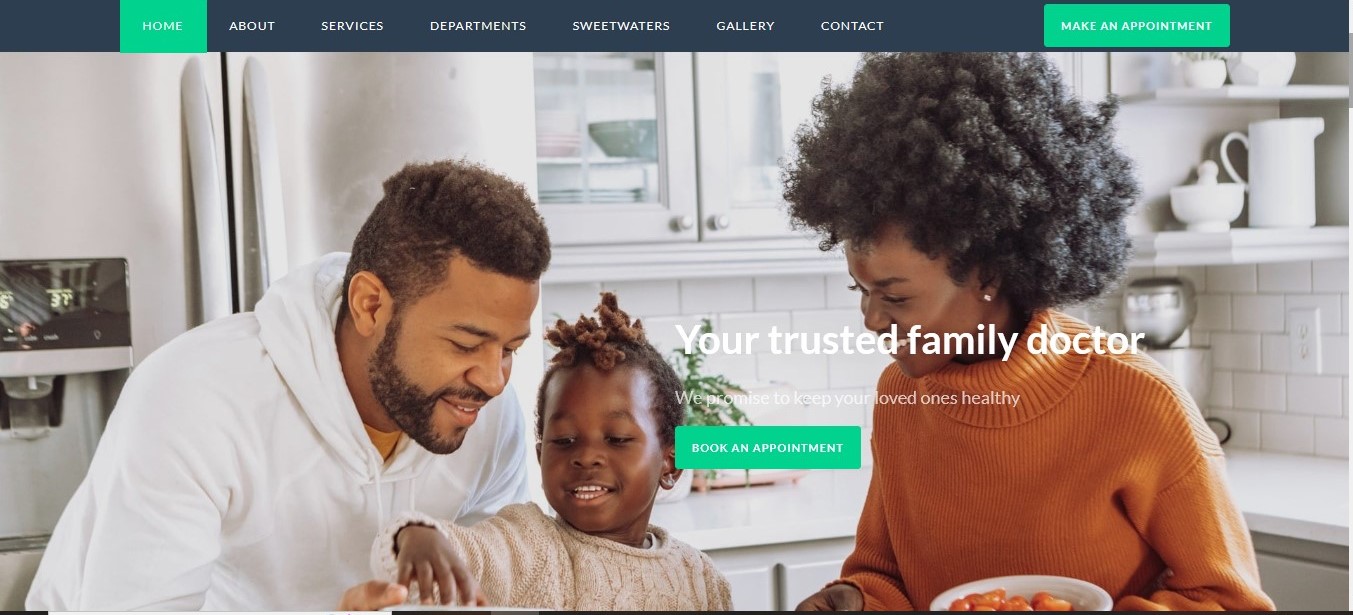 HOME ABOUT SERVICES DEPARTMENTS SWEETWATERS GALLERY CONTACT MAKE AN APPOINTMENT
Your trusted family doctor
We promise to keep your loved ones healthy
BOOK AN APPOINTMENT